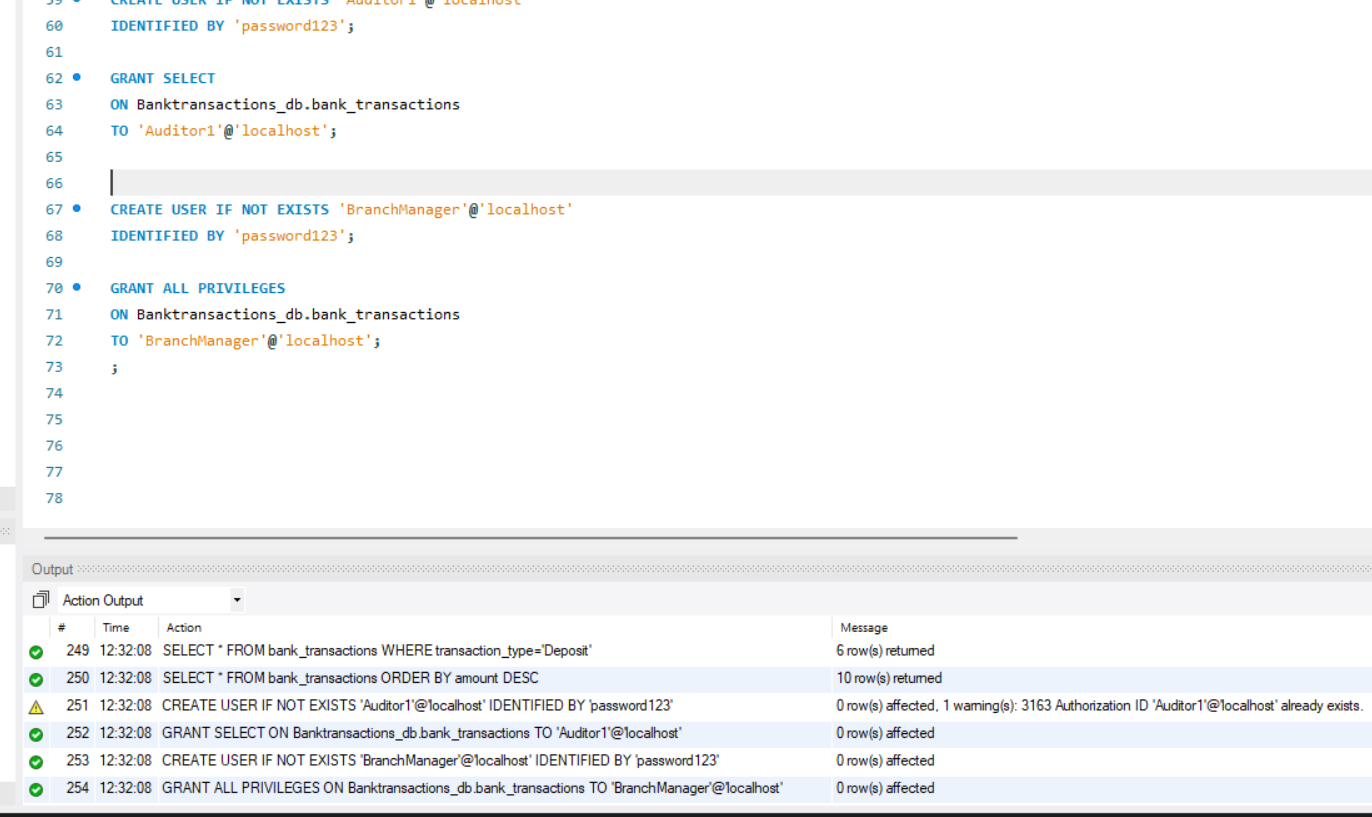 59 CREATE USER IF NOT EXISTS 'Auditor1'@'localhost'
60 IDENTIFIED BY 'password123';
61
62 GRANT SELECT
63 ON Banktransactions_db.bank_transactions
64 TO 'Auditor1'@'localhost';
65
66
67 CREATE USER IF NOT EXISTS 'BranchManager'@'localhost'
68 IDENTIFIED BY 'password123';
69
70 GRANT ALL PRIVILEGES
71 ON Banktransactions_db.bank_transactions
72 TO 'BranchManager'@'localhost';
73 ;
74
75
76
77
78
Output
Action Output
# Time Action Message
249 12:32:08 SELECT * FROM bank_transactions WHERE transaction_type='Deposit' 6 row(s) returned
250 12:32:08 SELECT * FROM bank_transactions ORDER BY amount DESC 10 row(s) returned
251 12:32:08 CREATE USER IF NOT EXISTS 'Auditor1'@'localhost' IDENTIFIED BY 'password123' 0 row(s) affected, 1 warning(s): 3163 Authorization ID 'Auditor1'@'localhost' already exists.
252 12:32:08 GRANT SELECT ON Banktransactions_db.bank_transactions TO 'Auditor1'@'localhost' 0 row(s) affected
253 12:32:08 CREATE USER IF NOT EXISTS 'BranchManager'@'localhost' IDENTIFIED BY 'password123' 0 row(s) affected
254 12:32:08 GRANT ALL PRIVILEGES ON Banktransactions_db.bank_transactions TO 'BranchManager'@'localhost' 0 row(s) affected